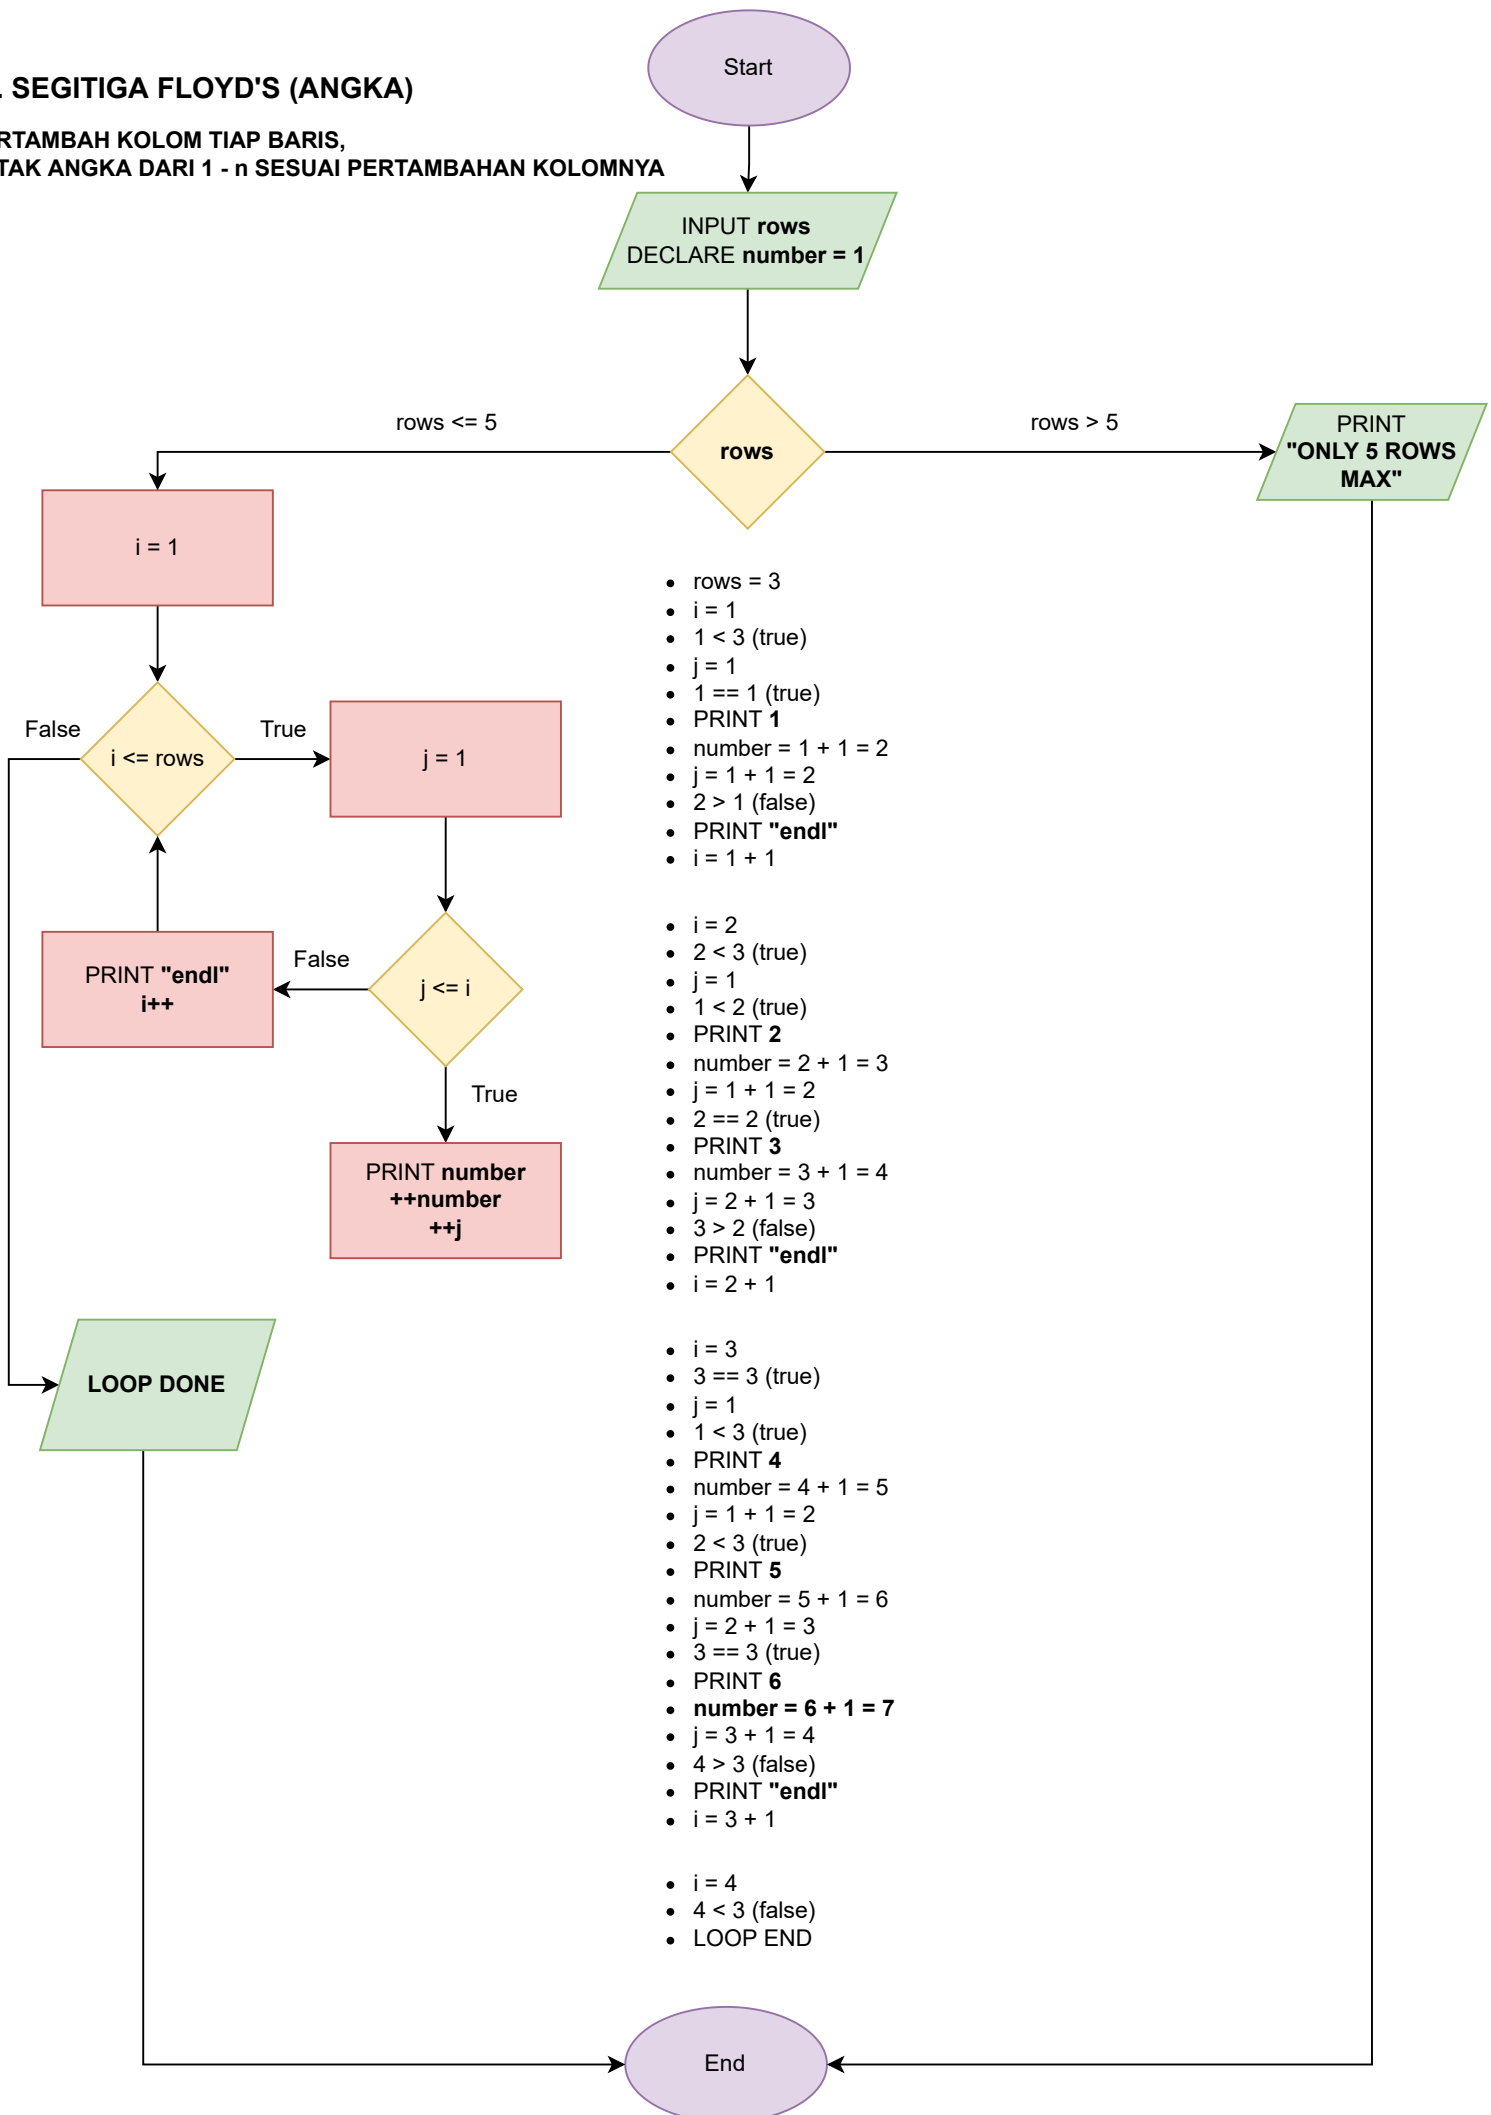 Start
. SEGITIGA FLOYD'S (ANGKA)
RTAMBAH KOLOM TIAP BARIS,
TAK ANGKA DARI 1 - n SESUAI PERTAMBAHAN KOLOMNYA
INPUT rows
DECLARE number = 1
rows <= 5
rows
rows > 5
PRINT
"ONLY 5 ROWS
MAX"
i = 1
False
i <= rows
True
j = 1
PRINT "endl"
i++
False
j <= i
True
PRINT number
++number
++j
LOOP DONE
• rows = 3
• i = 1
• 1 < 3 (true)
• j = 1
• 1 == 1 (true)
• PRINT 1
• number = 1 + 1 = 2
• j = 1 + 1 = 2
• 2 > 1 (false)
• PRINT "endl"
• i = 1 + 1
• i = 2
• 2 < 3 (true)
• j = 1
• 1 < 2 (true)
• PRINT 2
• number = 2 + 1 = 3
• j = 1 + 1 = 2
• 2 == 2 (true)
• PRINT 3
• number = 3 + 1 = 4
• j = 2 + 1 = 3
• 3 > 2 (false)
• PRINT "endl"
• i = 2 + 1
• i = 3
• 3 == 3 (true)
• j = 1
• 1 < 3 (true)
• PRINT 4
• number = 4 + 1 = 5
• j = 1 + 1 = 2
• 2 < 3 (true)
• PRINT 5
• number = 5 + 1 = 6
• j = 2 + 1 = 3
• 3 == 3 (true)
• PRINT 6
• number = 6 + 1 = 7
• j = 3 + 1 = 4
• 4 > 3 (false)
• PRINT "endl"
• i = 3 + 1
• i = 4
• 4 < 3 (false)
• LOOP END
End